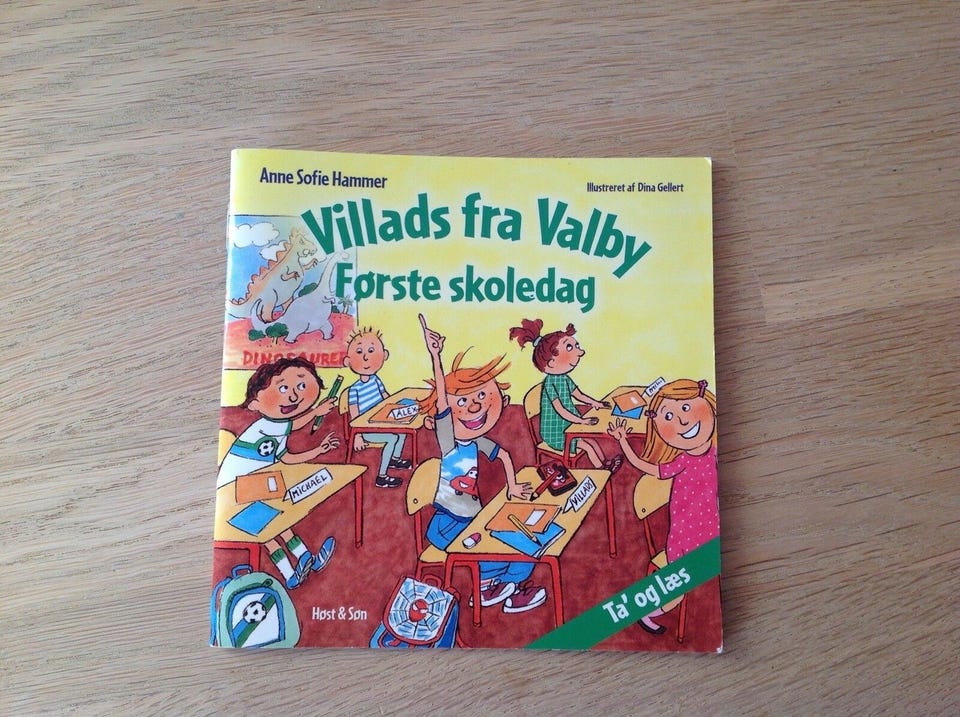 Anne Sofie Hammer
Illustreret af Dina Gellert
Villads fra Valby
Første skoledag
DINOSAURER
ALEX
MICHAEL
VILLADS
Høst & Søn
Ta' og læs